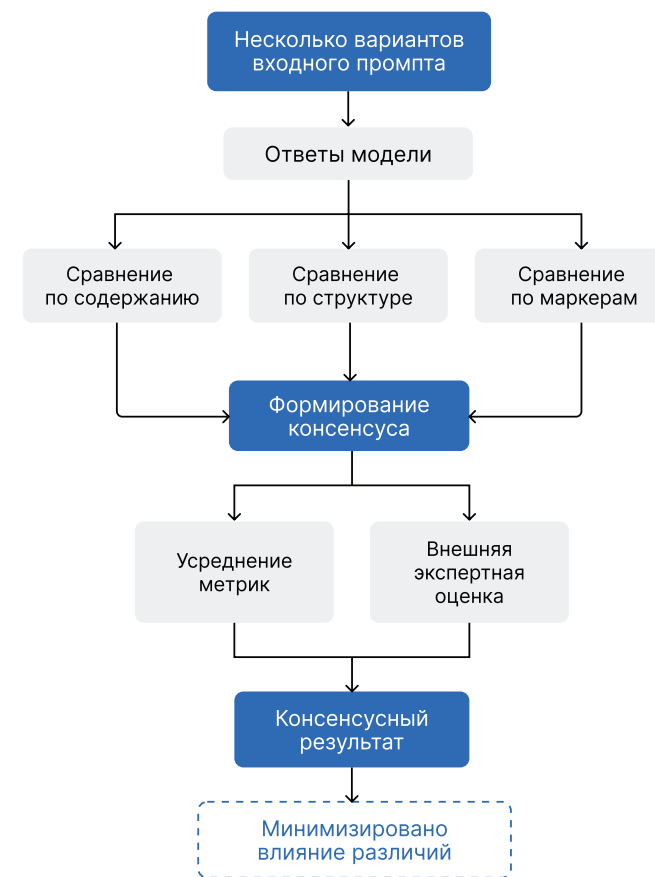 Несколько вариантов
входного промпта
Ответы модели
Сравнение
по содержанию
Сравнение
по структуре
Сравнение
по маркерам
Формирование
консенсуса
Усреднение
метрик
Внешняя
экспертная
оценка
Консенсусный
результат
Минимизировано
влияние различий